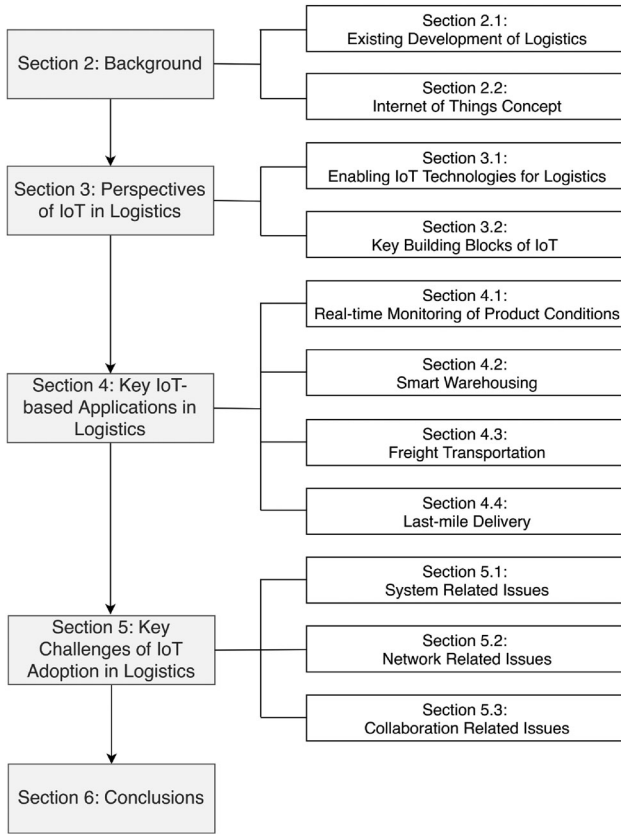 Section 2: Background
Section 2.1:
Existing Development of Logistics
Section 2.2:
Internet of Things Concept
Section 3: Perspectives
of IoT in Logistics
Section 3.1:
Enabling IoT Technologies for Logistics
Section 3.2:
Key Building Blocks of IoT
Section 4: Key IoT-
based Applications in
Logistics
Section 4.1:
Real-time Monitoring of Product Conditions
Section 4.2:
Smart Warehousing
Section 4.3:
Freight Transportation
Section 4.4:
Last-mile Delivery
Section 5: Key
Challenges of IoT
Adoption in Logistics
Section 5.1:
System Related Issues
Section 5.2:
Network Related Issues
Section 5.3:
Collaboration Related Issues
Section 6: Conclusions